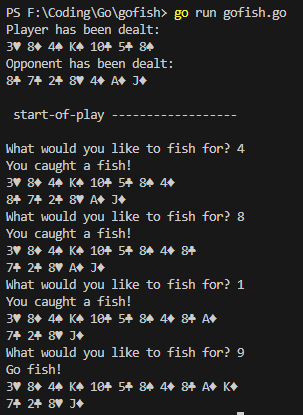 PS F:\Coding\Go\gofish> go run gofish.go
Player has been dealt:
3♥ 8♦ 4♠ K♠ 10♣ 5♣ 8♠
Opponent has been dealt:
8♣ 7♣ 2♣ 8♥ 4♦ A♦ J♦
start-of-play ------------------
What would you like to fish for? 4
You caught a fish!
3♥ 8♦ 4♠ K♠ 10♣ 5♣ 8♠ 4♦
8♣ 7♣ 2♣ 8♥ A♦ J♦
What would you like to fish for? 8
You caught a fish!
3♥ 8♦ 4♠ K♠ 10♣ 5♣ 8♠ 4♦ 8♣
7♣ 2♣ 8♥ A♦ J♦
What would you like to fish for? 1
You caught a fish!
3♥ 8♦ 4♠ K♠ 10♣ 5♣ 8♠ 4♦ 8♣ A♦
7♣ 2♣ 8♥ J♦
What would you like to fish for? 9
Go fish!
3♥ 8♦ 4♠ K♠ 10♣ 5♣ 8♠ 4♦ 8♣ A♦ K♦
7♣ 2♣ 8♥ J♦